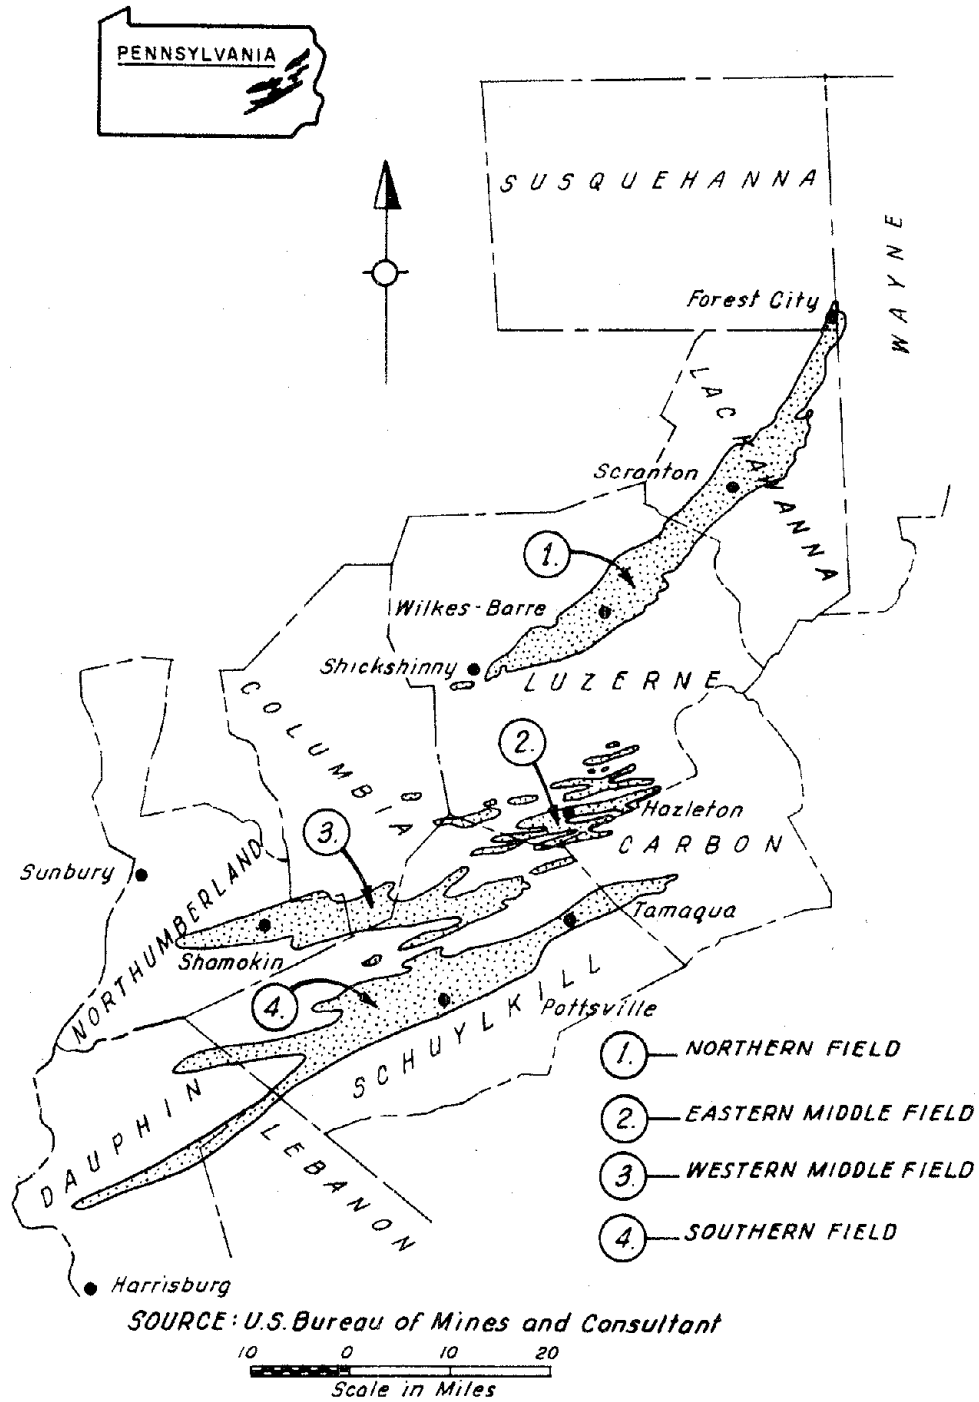 PENNSYLVANIA
SUSQUEHANNA
WAYNE
Forest City
LACKAWANNA
Scranton
1.
Wilkes-Barre
Shickshinny
LUZERNE
COLUMBIA
2.
Hazleton
CARBON
3.
Sunbury
NORTHUMBERLAND
Shamokin
Tamaqua
4.
Pottsville
SCHUYLKILL
DAUPHIN
LEBANON
Harrisburg
1. NORTHERN FIELD
2. EASTERN MIDDLE FIELD
3. WESTERN MIDDLE FIELD
4. SOUTHERN FIELD
SOURCE: U.S. Bureau of Mines and Consultant
10 0 10 20
Scale in Miles